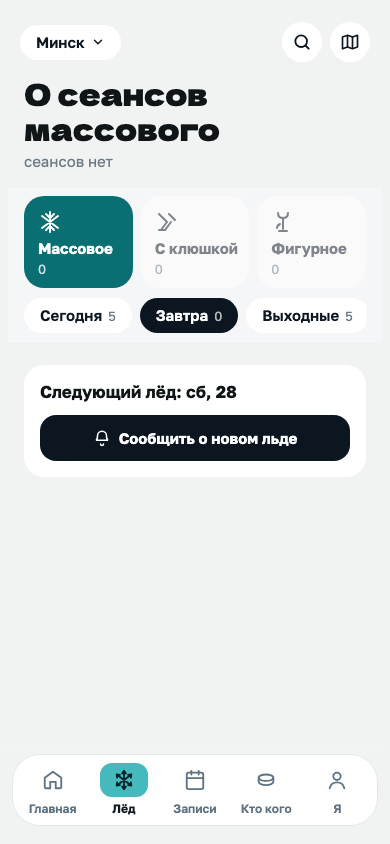 Минск
О сеансов
массового
сеансов нет
Массовое
0
С клюшкой
0
Фигурное
0
Сегодня 5
Завтра 0
Выходные 5
Следующий лёд: сб, 28
Сообщить о новом льде
Главная
Лёд
Записи
Кто кого
Я